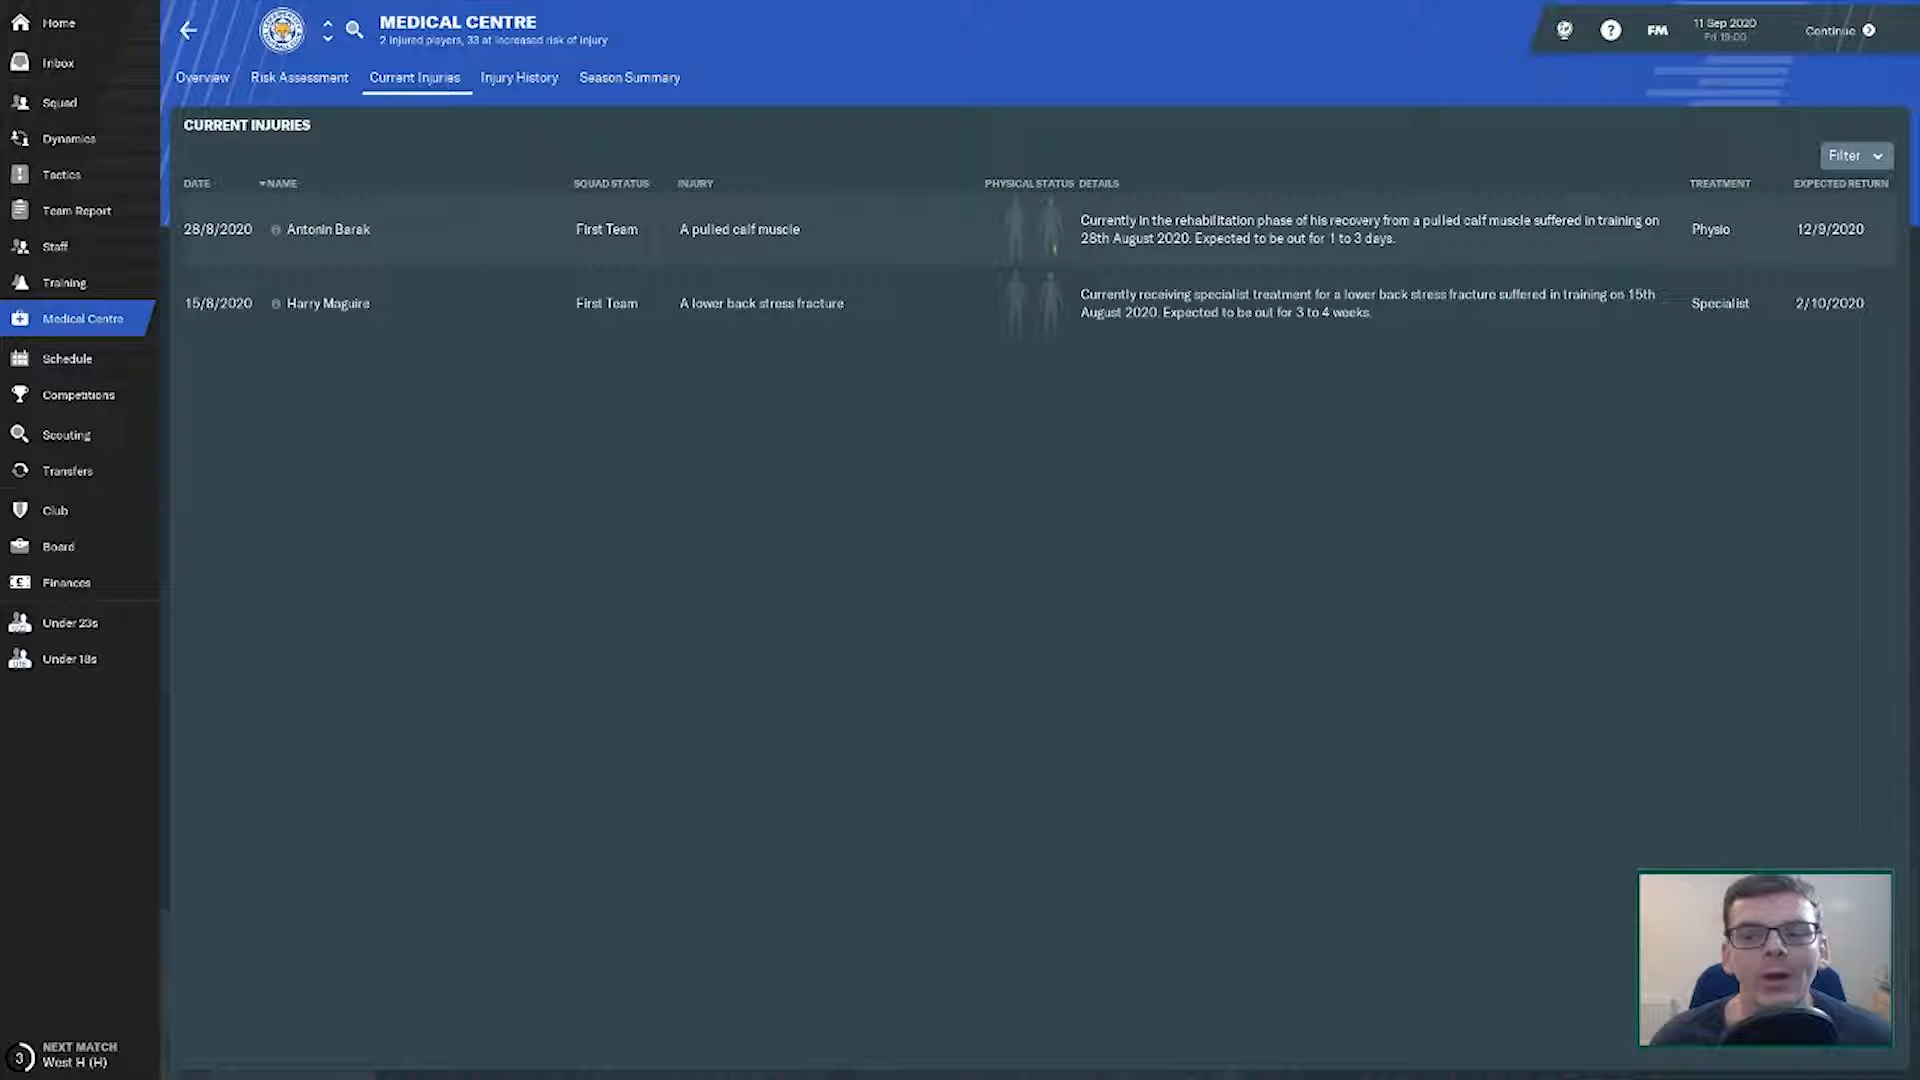 Home
Inbox
Squad
Dynamics
Tactics
Team Report
Staff
Training
Medical Centre
Schedule
Competitions
Scouting
Transfers
Club
Board
Finances
Under 23s
Under 18s
3
NEXT MATCH
West H (H)
MEDICAL CENTRE
2 injured players, 33 at increased risk of injury
FM
11 Sep 2020
Fri 19:00
Continue
Overview Risk Assessment Current Injuries Injury History Season Summary
CURRENT INJURIES
Filter
DATE NAME SQUAD STATUS INJURY PHYSICAL STATUS DETAILS TREATMENT EXPECTED RETURN
28/8/2020 Antonin Barak First Team A pulled calf muscle
Currently in the rehabilitation phase of his recovery from a pulled calf muscle suffered in training on
28th August 2020. Expected to be out for 1 to 3 days.
Physio 12/9/2020
15/8/2020 Harry Maguire First Team A lower back stress fracture
Currently receiving specialist treatment for a lower back stress fracture suffered in training on 15th
August 2020. Expected to be out for 3 to 4 weeks.
Specialist 2/10/2020